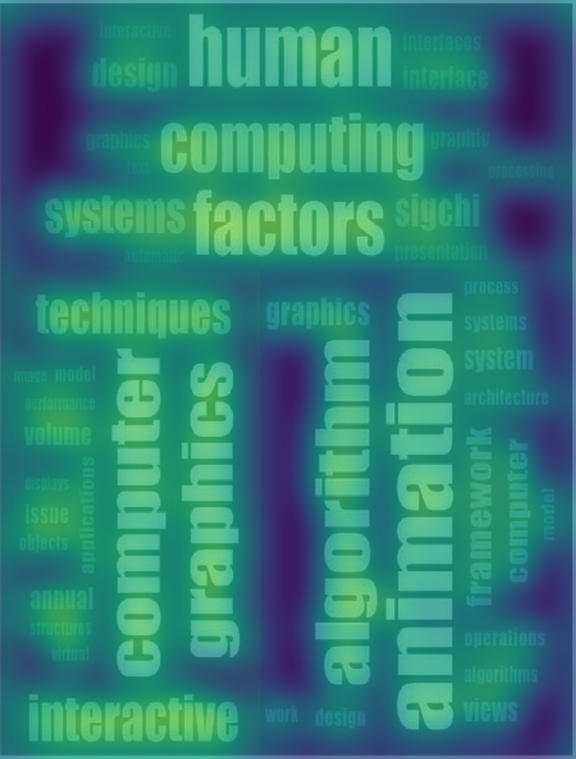 interactive
human
interfaces
design
interface
graphics
computing
graphic
text
processing
systems
factors
sigchi
automatic
presentation
techniques
graphics
process
systems
system
architecture
animation
algorithm
image model
performance
volume
computer
graphics
displays
issue
objects
applications
framework
computer
model
annual
structures
virtual
operations
algorithms
views
interactive
work
design